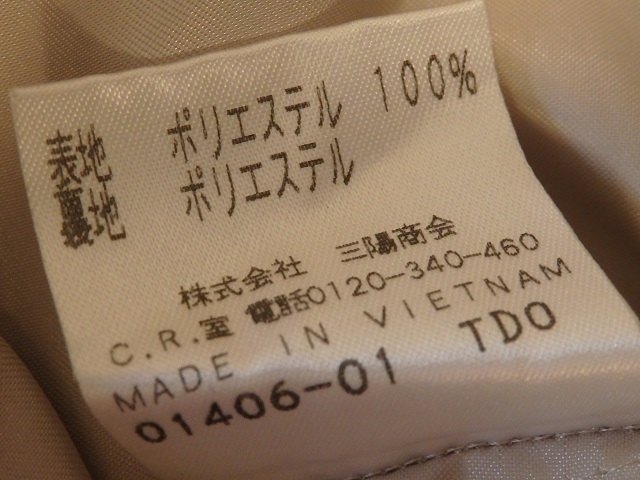 表地 ポリエステル 100%
裏地 ポリエステル
株式会社 三陽商会
C.R.室 電話0120-340-460
MADE IN VIETNAM
01406-01 TDO